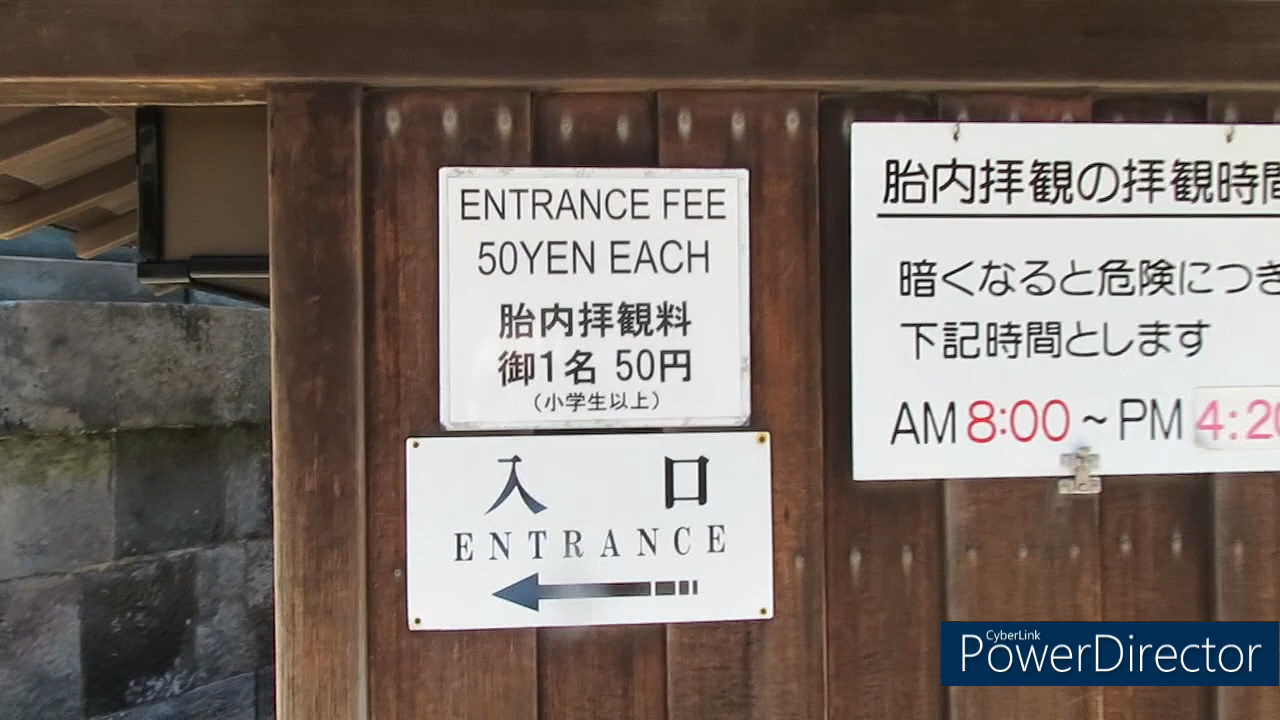 ENTRANCE FEE
50YEN EACH
胎内拝観料
御1名 50円
（小学生以上）
入 口
ENTRANCE
胎内拝観の拝観時間
暗くなると危険につき
下記時間とします
AM 8:00～PM 4:20
CyberLink
PowerDirector